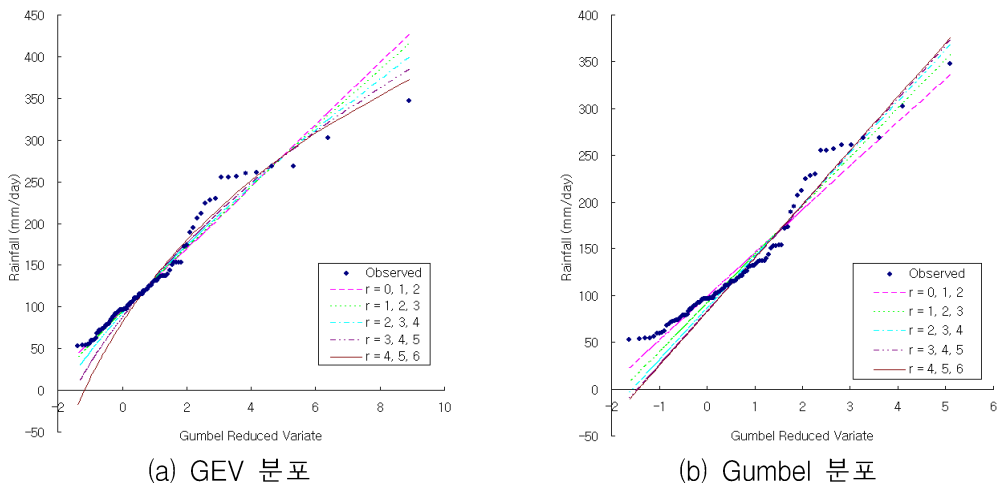 450
400
350
300
250
200
150
100
50
0
-50
-2
0
2
4
6
8
10
Rainfall (mm/day)
Gumbel Reduced Variate
Observed
r = 0, 1, 2
r = 1, 2, 3
r = 2, 3, 4
r = 3, 4, 5
r = 4, 5, 6
(a) GEV 분포
400
350
300
250
200
150
100
50
0
-50
-2
-1
0
1
2
3
4
5
6
Rainfall (mm/day)
Gumbel Reduced Variate
Observed
r = 0, 1, 2
r = 1, 2, 3
r = 2, 3, 4
r = 3, 4, 5
r = 4, 5, 6
(b) Gumbel 분포